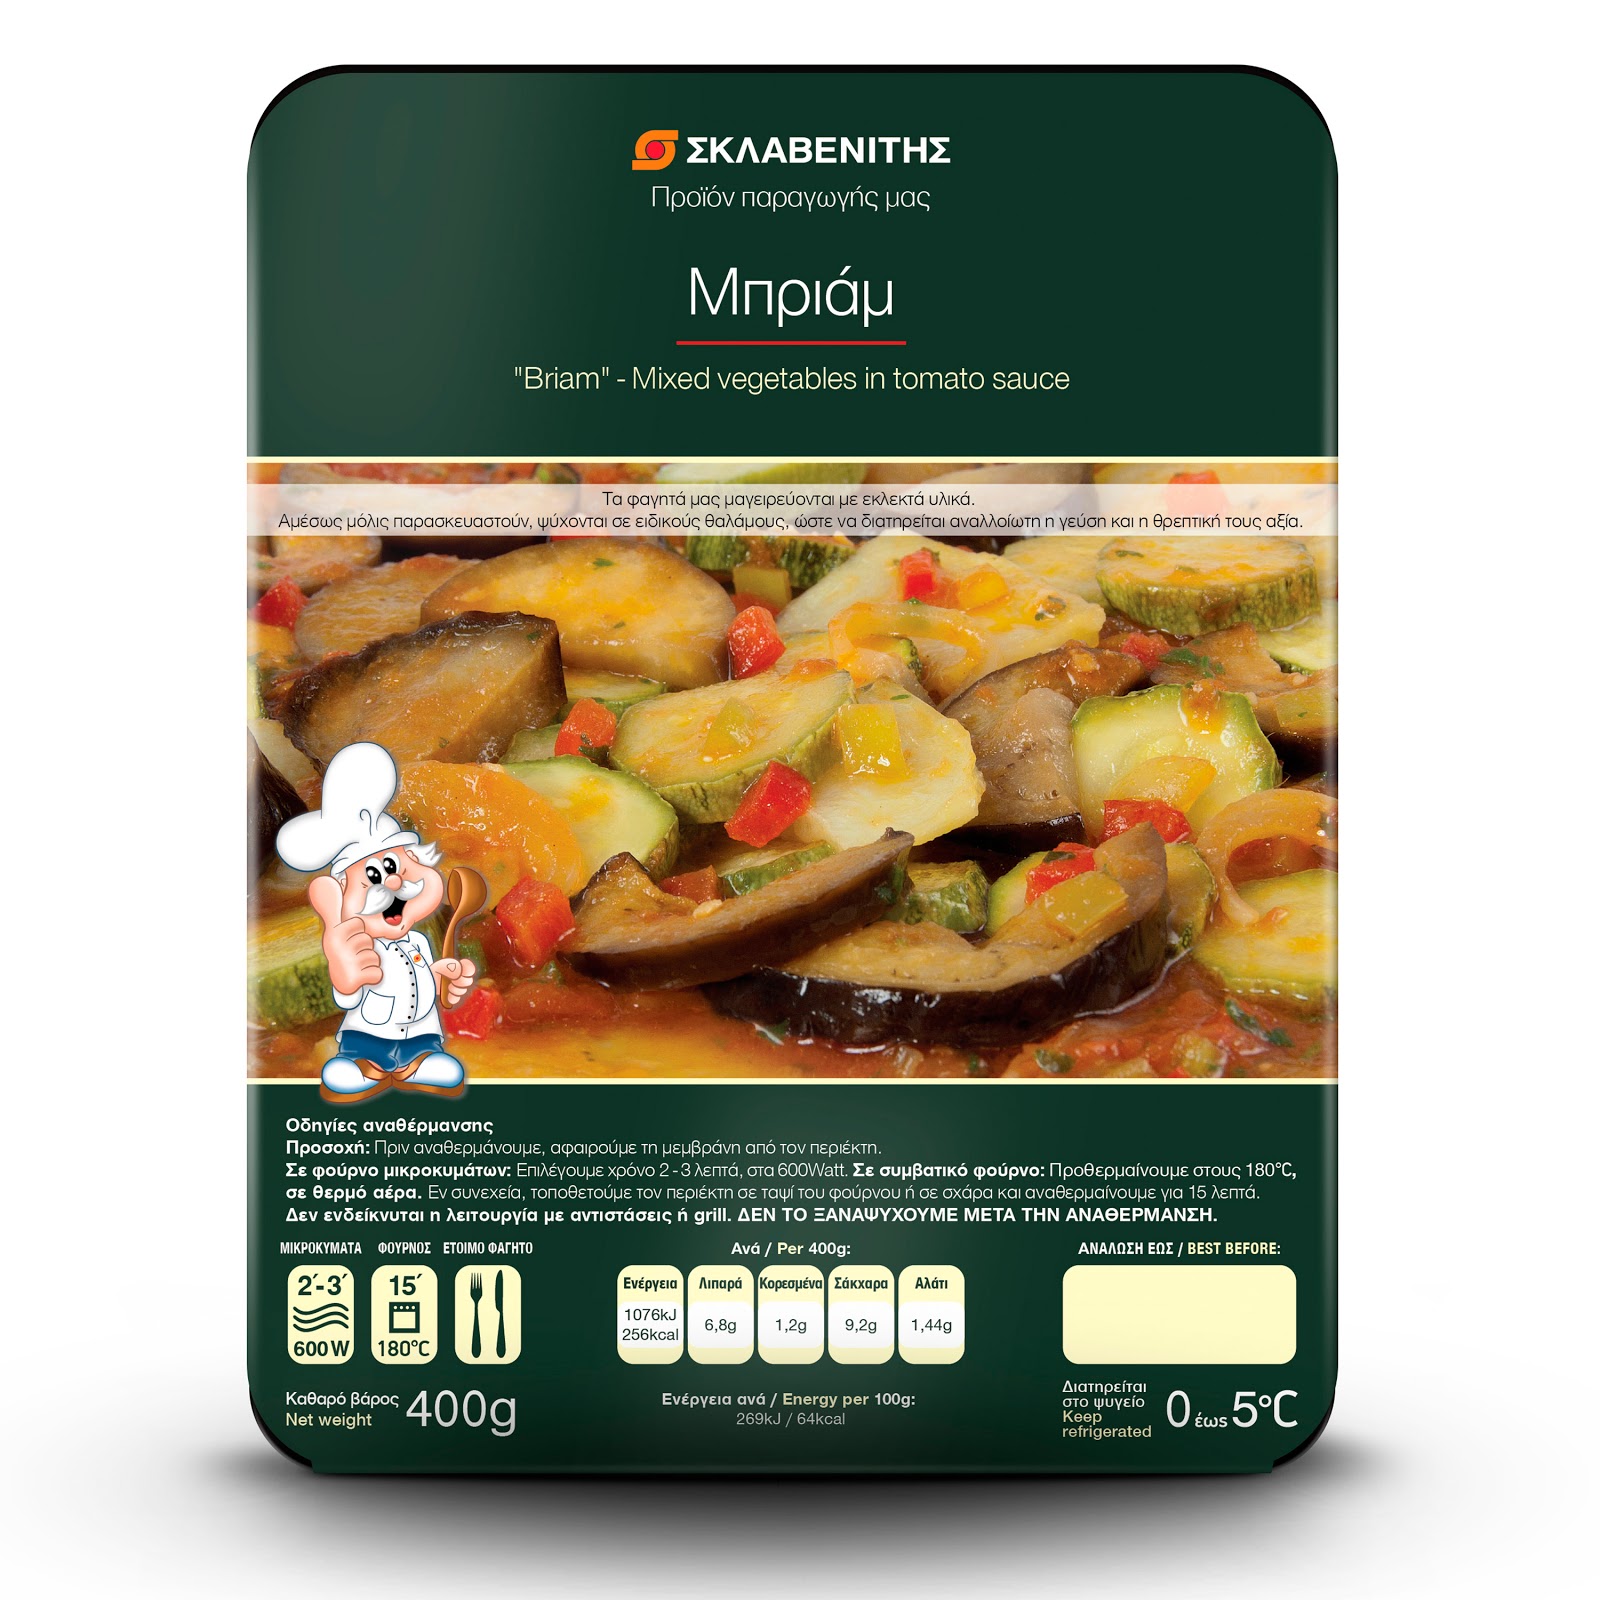 ΣΚΛΑΒΕΝΙΤΗΣ
Προϊόν παραγωγής μας
Μπριάμ
"Briam" - Mixed vegetables in tomato sauce
Τα φαγητά μας μαγειρεύονται με εκλεκτά υλικά.
Αμέσως μόλις παρασκευαστούν, ψύχονται σε ειδικούς θαλάμους, ώστε να διατηρείται αναλλοίωτη η γεύση και η θρεπτική τους αξία.
Οδηγίες αναθέρμανσης
Προσοχή: Πριν αναθερμάνουμε, αφαιρούμε τη μεμβράνη από τον περιέκτη.
Σε φούρνο μικροκυμάτων: Επιλέγουμε χρόνο 2 - 3 λεπτά, στα 600Watt. Σε συμβατικό φούρνο: Προθερμαίνουμε στους 180°C,
σε θερμό αέρα. Εν συνεχεία, τοποθετούμε τον περιέκτη σε ταψί του φούρνου ή σε σχάρα και αναθερμαίνουμε για 15 λεπτά.
Δεν ενδείκνυται η λειτουργία με αντιστάσεις ή grill. ΔΕΝ ΤΟ ΞΑΝΑΨΥΧΟΥΜΕ ΜΕΤΑ ΤΗΝ ΑΝΑΘΕΡΜΑΝΣΗ.
ΜΙΚΡΟΚΥΜΑΤΑ ΦΟΥΡΝΟΣ ΕΤΟΙΜΟ ΦΑΓΗΤΟ
2΄-3΄ 15΄
600 W 180°C
Ανά / Per 400g:
Ενέργεια Λιπαρά Κορεσμένα Σάκχαρα Αλάτι
1076kJ
256kcal 6,8g 1,2g 9,2g 1,44g
ΑΝΑΛΩΣΗ ΕΩΣ / BEST BEFORE:
Καθαρό βάρος
Net weight 400g
Ενέργεια ανά / Energy per 100g:
269kJ / 64kcal
Διατηρείται
στο ψυγείο
Keep
refrigerated
0 έως 5°C